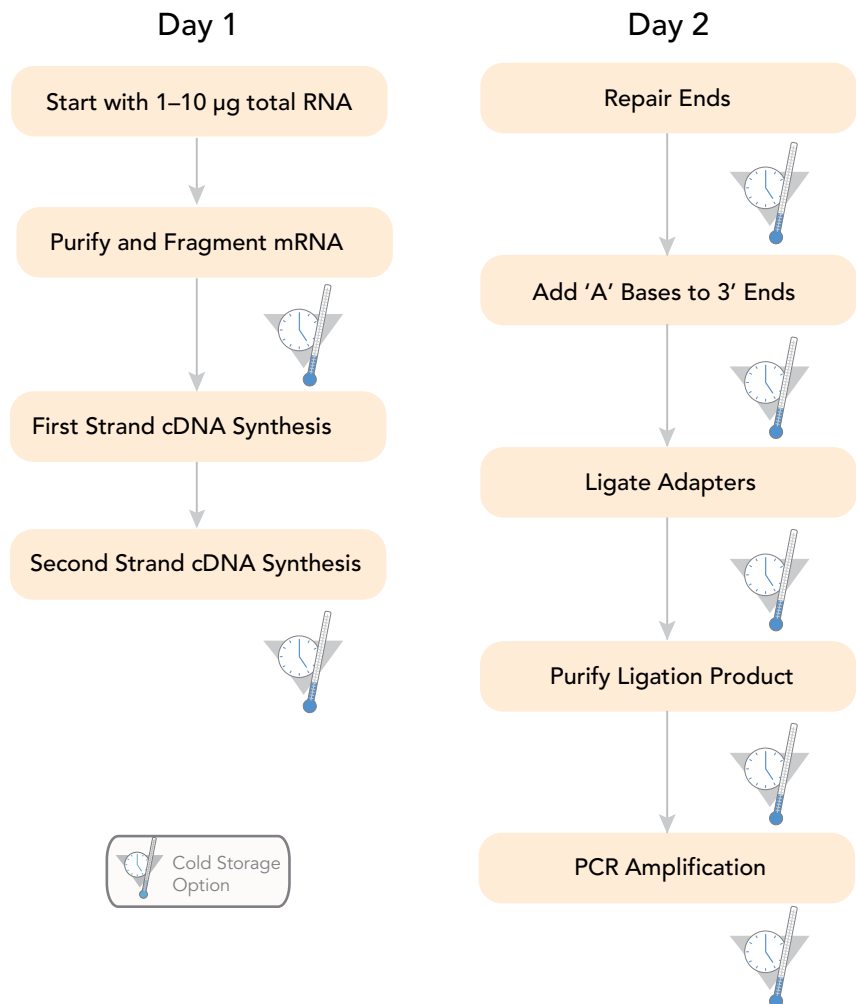 Day 1
Start with 1–10 µg total RNA
Purify and Fragment mRNA
First Strand cDNA Synthesis
Second Strand cDNA Synthesis
Cold Storage
Option
Day 2
Repair Ends
Add ‘A’ Bases to 3’ Ends
Ligate Adapters
Purify Ligation Product
PCR Amplification